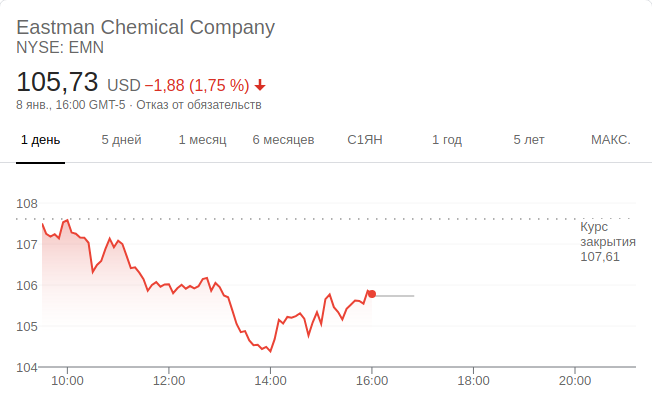 Eastman Chemical Company
NYSE: EMN
105,73 USD −1,88 (1,75 %)
8 янв., 16:00 GMT-5 · Отказ от обязательств
1 день 5 дней 1 месяц 6 месяцев С1ЯН 1 год 5 лет МАКС.
108
Курс
закрытия
107,61
107
106
105
104
10:00 12:00 14:00 16:00 18:00 20:00